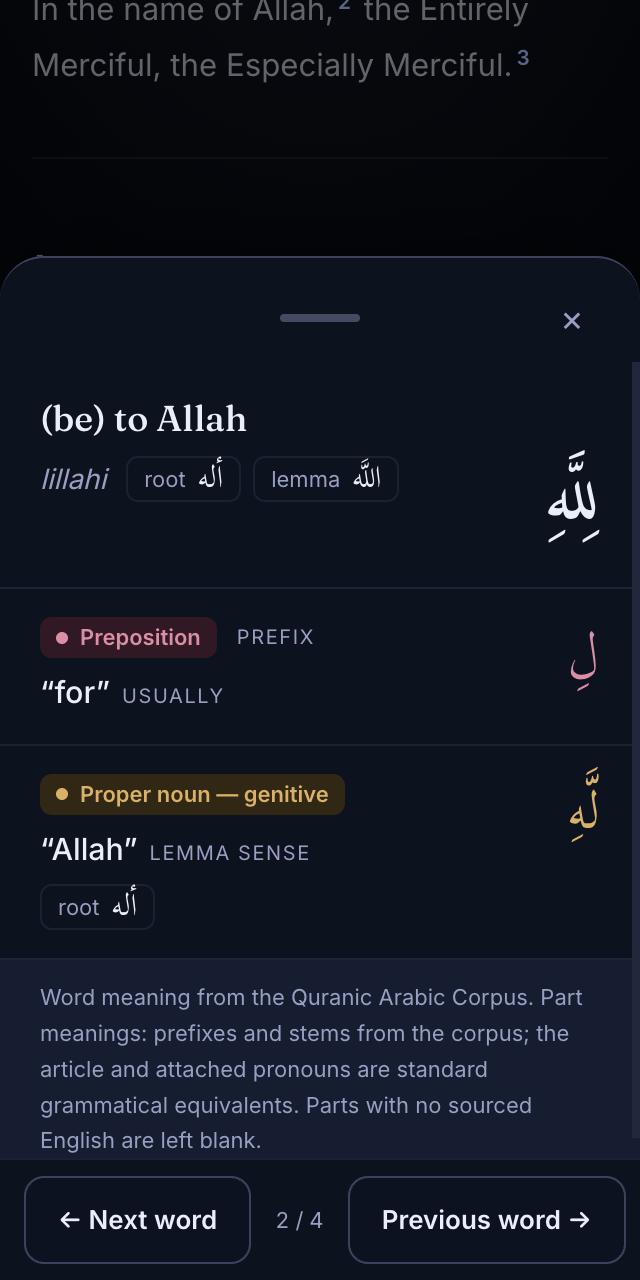 In the name of Allah,2 the Entirely
Merciful, the Especially Merciful.3
(be) to Allah
lillahi root أله lemma اللَّه
لِلَّهِ
Preposition PREFIX
لِ
“for” USUALLY
Proper noun — genitive
لَّهِ
“Allah” LEMMA SENSE
root أله
Word meaning from the Quranic Arabic Corpus. Part
meanings: prefixes and stems from the corpus; the
article and attached pronouns are standard
grammatical equivalents. Parts with no sourced
English are left blank.
← Next word 2 / 4 Previous word →